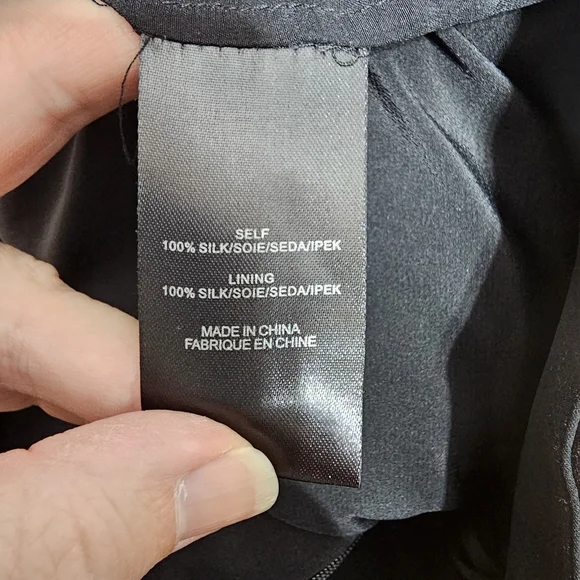 SELF
100% SILK/SOIE/SEDA/IPEK
LINING
100% SILK/SOIE/SEDA/IPEK
MADE IN CHINA
FABRIQUE EN CHINE